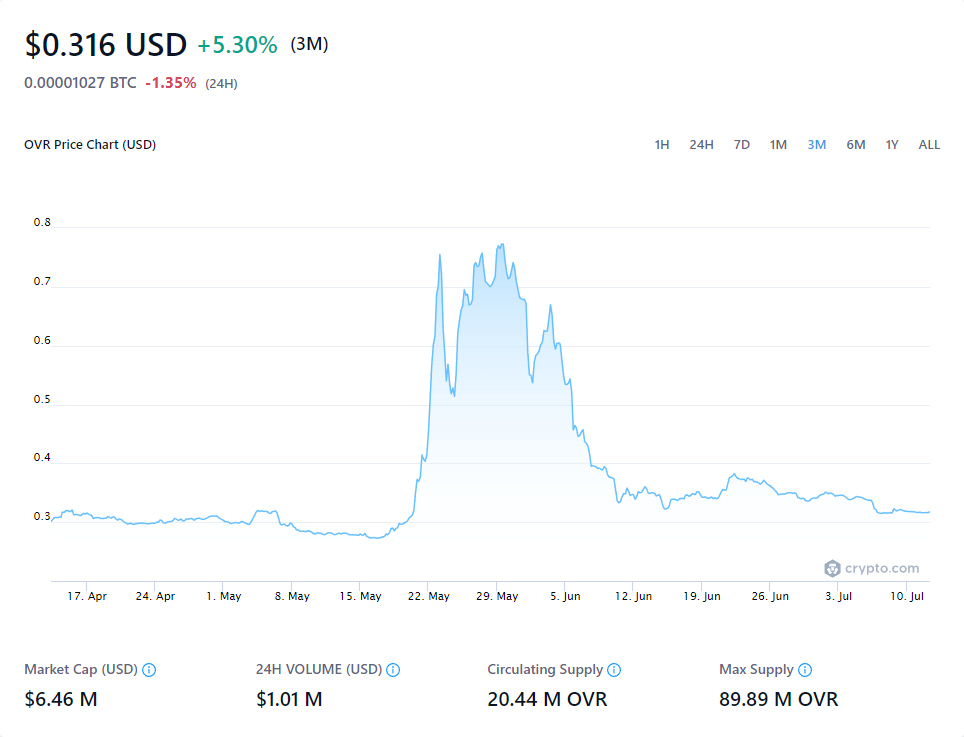 $0.316 USD +5.30% (3M)
0.00001027 BTC -1.35% (24H)
OVR Price Chart (USD) 1H 24H 7D 1M 3M 6M 1Y ALL
0.8
0.7
0.6
0.5
0.4
0.3
crypto.com
17. Apr 24. Apr 1. May 8. May 15. May 22. May 29. May 5. Jun 12. Jun 19. Jun 26. Jun 3. Jul 10. Jul
Market Cap (USD) 24H VOLUME (USD) Circulating Supply Max Supply
$6.46 M $1.01 M 20.44 M OVR 89.89 M OVR